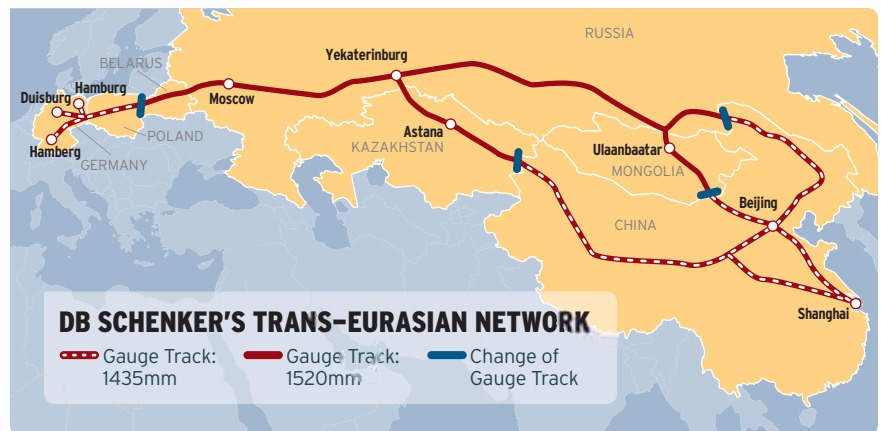 RUSSIA
Yekaterinburg
BELARUS
Hamburg
Duisburg
Moscow
Astana
POLAND
KAZAKHSTAN
Hamberg
GERMANY
Ulaanbaatar
MONGOLIA
Beijing
CHINA
Shanghai
DB SCHENKER'S TRANS-EURASIAN NETWORK
Gauge Track:
1435mm
Gauge Track:
1520mm
Change of
Gauge Track